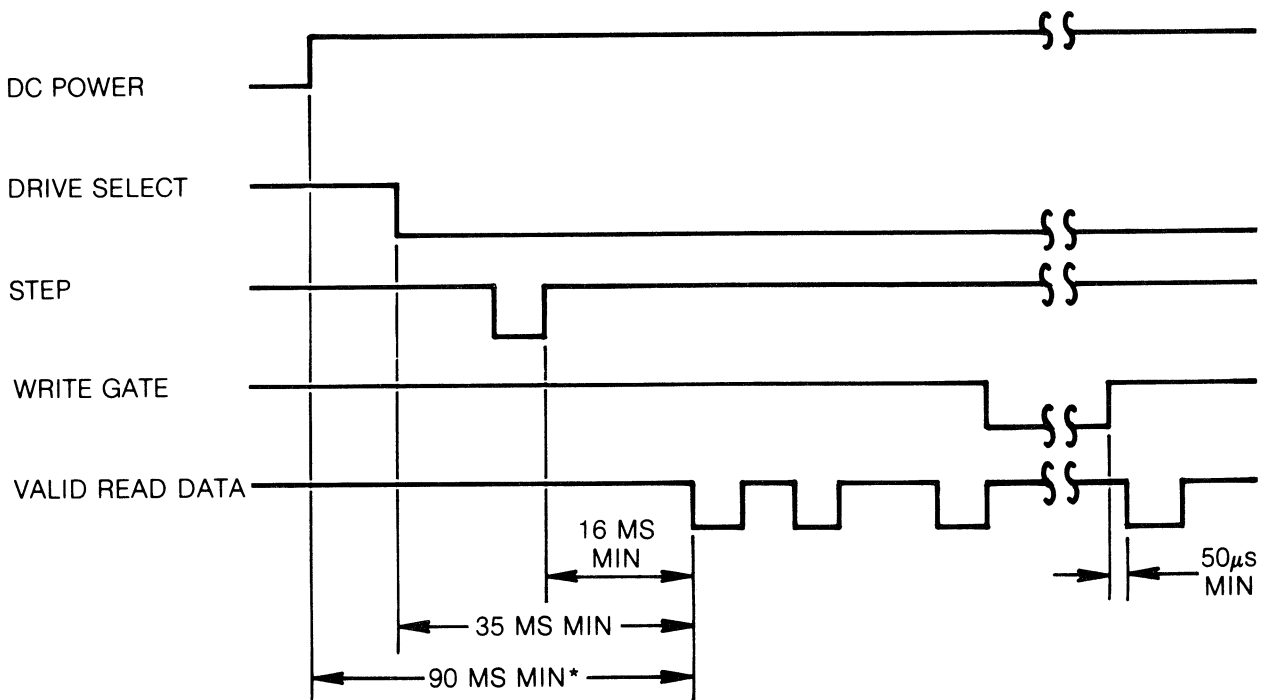 DC POWER
DRIVE SELECT
STEP
WRITE GATE
VALID READ DATA
16 MS
MIN
50μs
MIN
35 MS MIN
90 MS MIN*